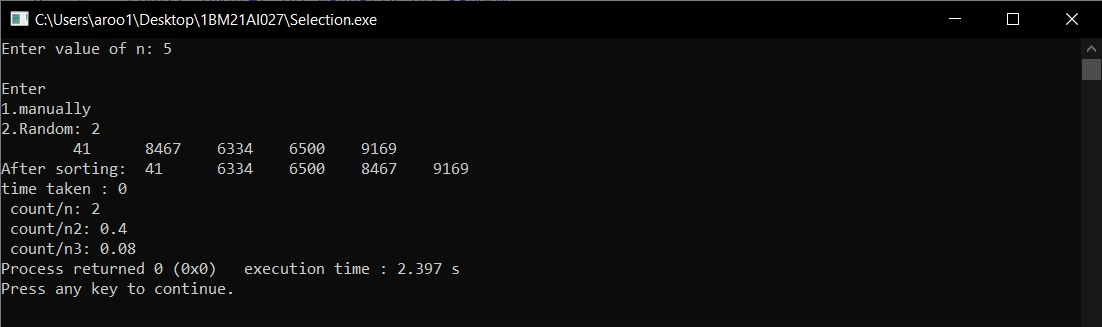 C:\Users\aroo1\Desktop\1BM21AI027\Selection.exe
Enter value of n: 5
Enter
1.manually
2.Random: 2
41 8467 6334 6500 9169
After sorting: 41 6334 6500 8467 9169
time taken : 0
count/n: 2
count/n2: 0.4
count/n3: 0.08
Process returned 0 (0x0) execution time : 2.397 s
Press any key to continue.